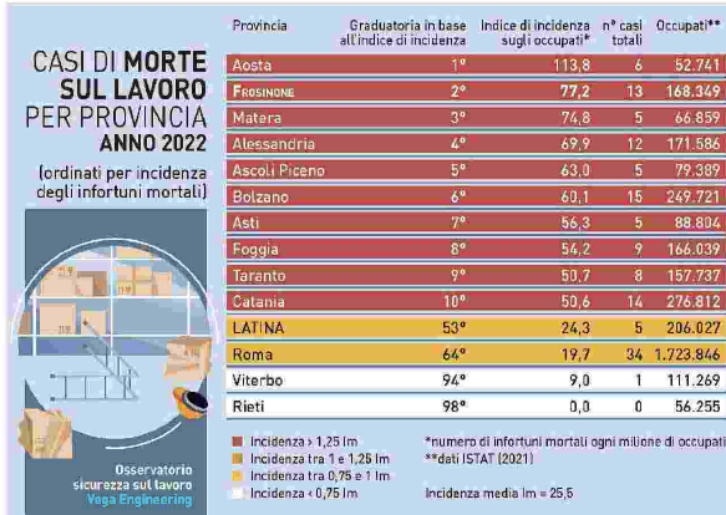 CASI DI MORTE
SUL LAVORO
PER PROVINCIA
ANNO 2022
(ordinati per incidenza
degli infortuni mortali)
Osservatorio
sicurezza sul lavoro
Vega Engineering
Provincia Graduatoria in base all'indice di incidenza Indice di incidenza sugli occupati* n° casi totali Occupati**
Aosta 1° 113,8 6 52.741
FROSINONE 2° 77,2 13 168.349
Matera 3° 74,8 5 66.859
Alessandria 4° 69,9 12 171.586
Ascoli Piceno 5° 63,0 5 79.389
Bolzano 6° 60,1 15 249.721
Asti 7° 56,3 5 88.804
Foggia 8° 54,2 9 166.039
Taranto 9° 50,7 8 157.737
Catania 10° 50,6 14 276.812
LATINA 53° 24,3 5 206.027
Roma 64° 19,7 34 1.723.846
Viterbo 94° 9,0 1 111.269
Rieti 98° 0,0 0 56.255
Incidenza > 1,25 Im
Incidenza tra 1 e 1,25 Im
Incidenza tra 0,75 e 1 Im
Incidenza < 0,75 Im
*numero di infortuni mortali ogni milione di occupati
**dati ISTAT (2021)
Incidenza media Im = 25,5